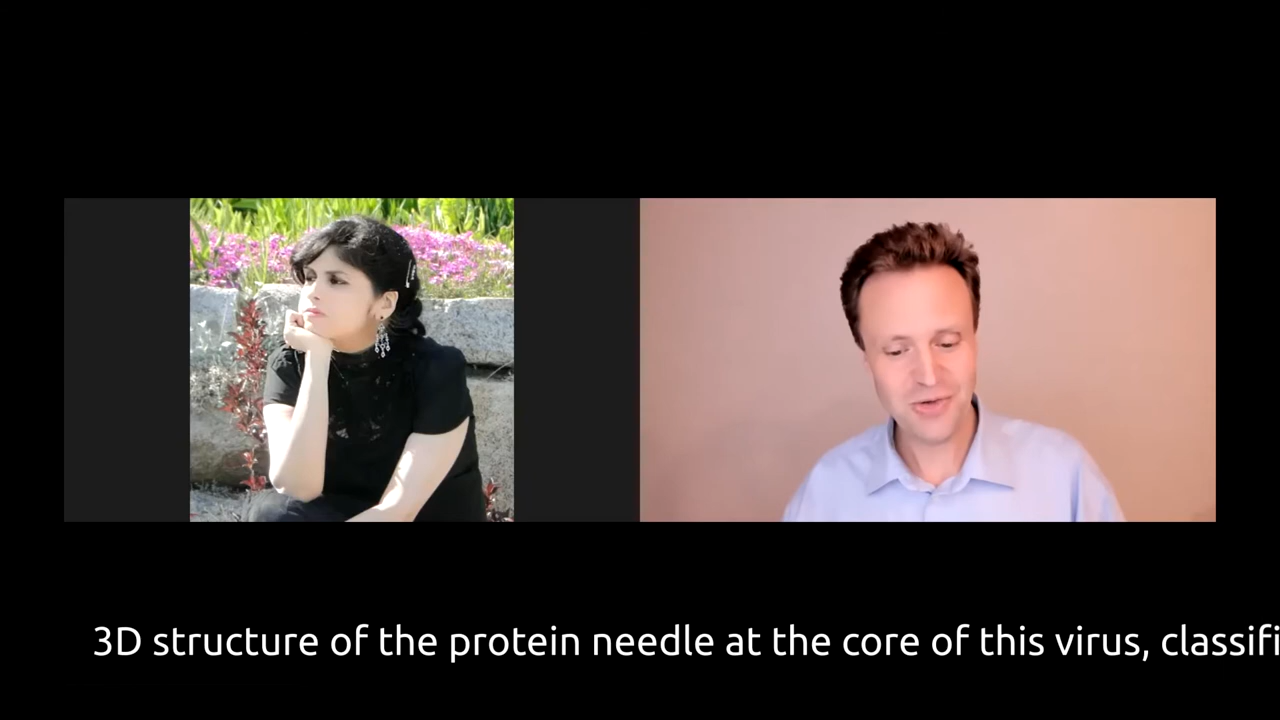 3D structure of the protein needle at the core of this virus, classifi